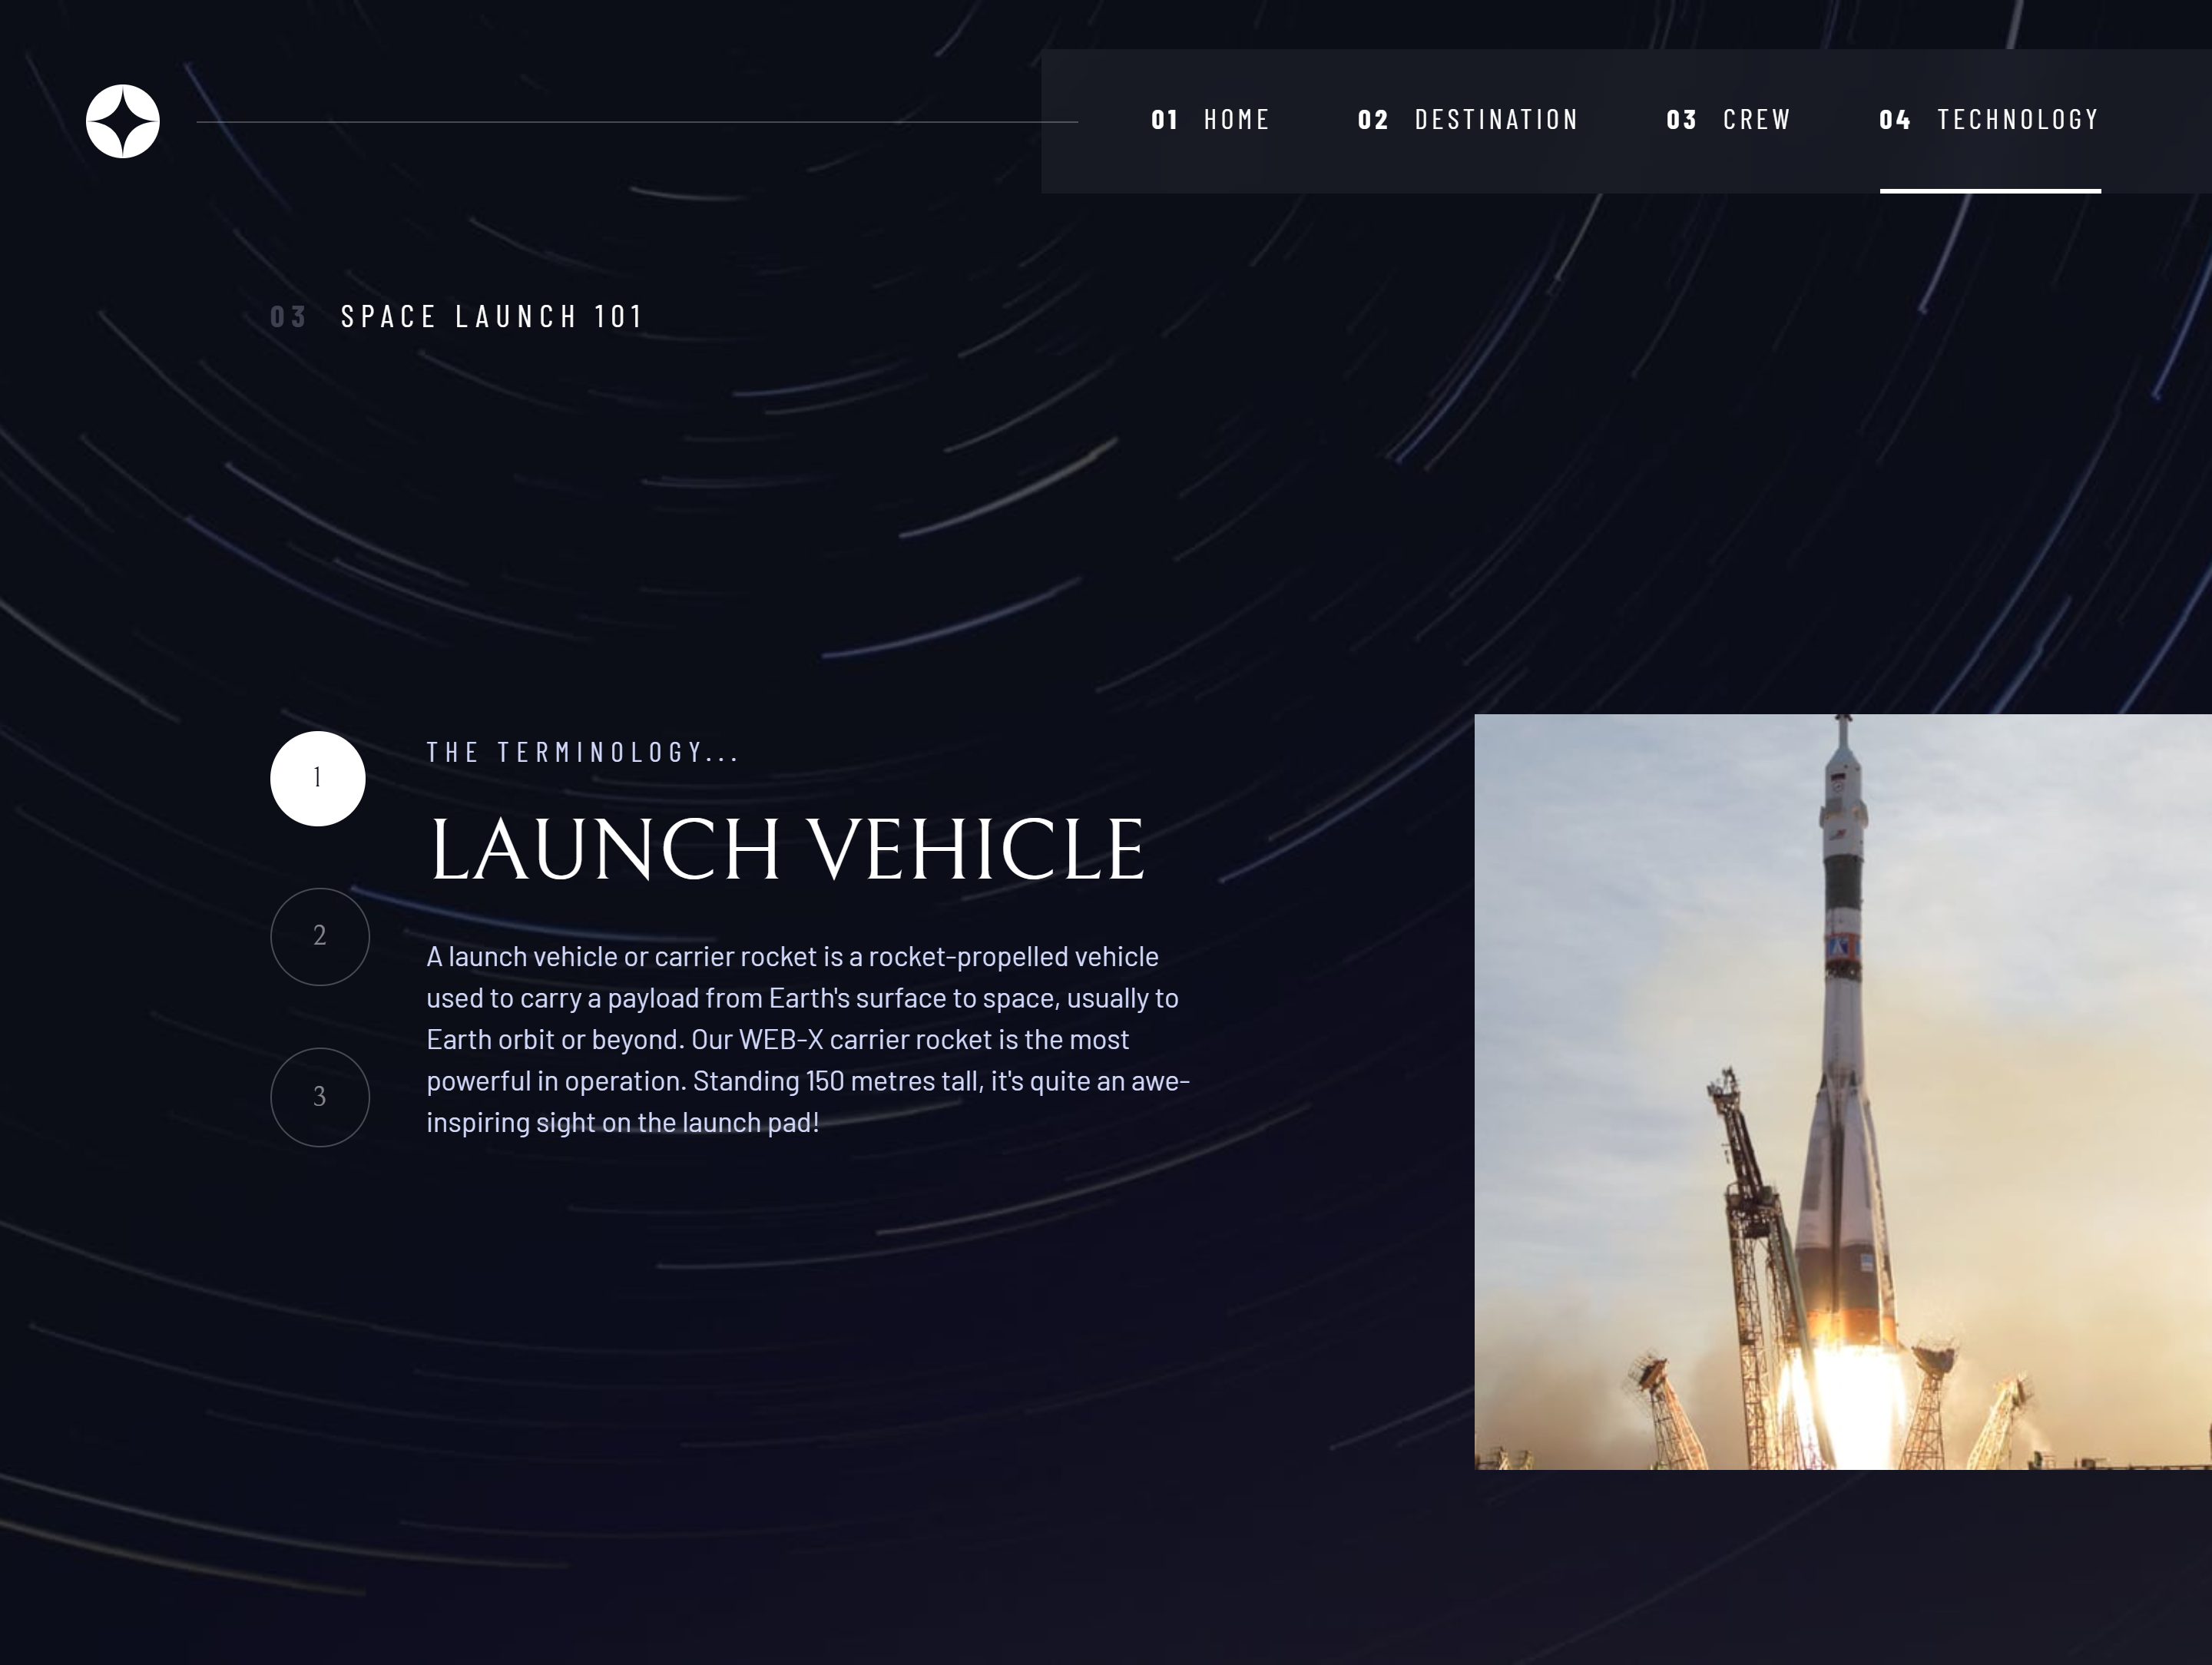 01 HOME 02 DESTINATION 03 CREW 04 TECHNOLOGY
03 SPACE LAUNCH 101
1
2
3
THE TERMINOLOGY...
LAUNCH VEHICLE
A launch vehicle or carrier rocket is a rocket-propelled vehicle
used to carry a payload from Earth's surface to space, usually to
Earth orbit or beyond. Our WEB-X carrier rocket is the most
powerful in operation. Standing 150 metres tall, it's quite an awe-
inspiring sight on the launch pad!